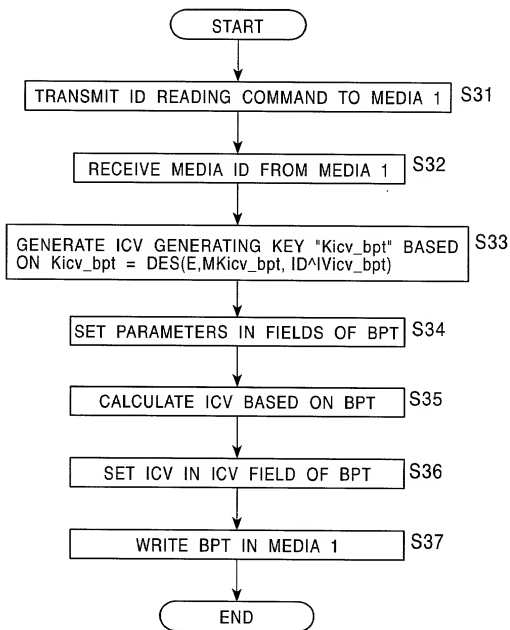 START
TRANSMIT ID READING COMMAND TO MEDIA 1 S31
RECEIVE MEDIA ID FROM MEDIA 1 S32
GENERATE ICV GENERATING KEY "Kicv_bpt" BASED S33
ON Kicv_bpt = DES(E,MKicv_bpt, ID^IVicv_bpt)
SET PARAMETERS IN FIELDS OF BPT S34
CALCULATE ICV BASED ON BPT S35
SET ICV IN ICV FIELD OF BPT S36
WRITE BPT IN MEDIA 1 S37
END